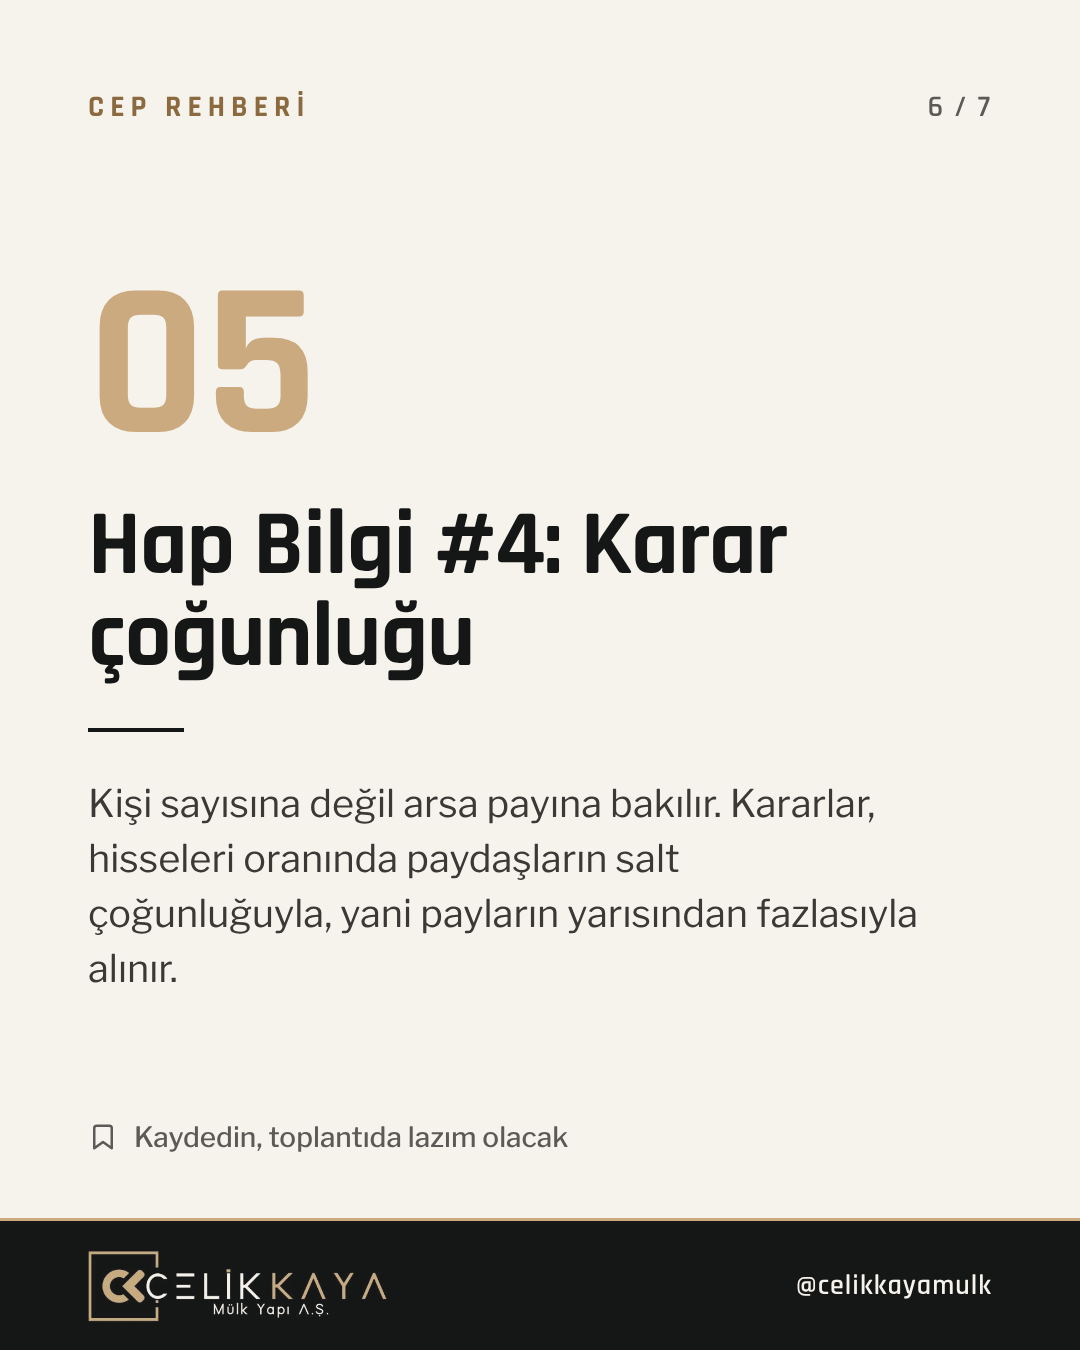 CEP REHBERİ
6 / 7
05
Hap Bilgi #4: Karar
çoğunluğu
Kişi sayısına değil arsa payına bakılır. Kararlar,
hisseleri oranında paydaşların salt
çoğunluğuyla, yani payların yarısından fazlasıyla
alınır.
Kaydedin, toplantıda lazım olacak
ÇELİKKAYA
Mülk Yapı A.Ş.
@celikkayamulk